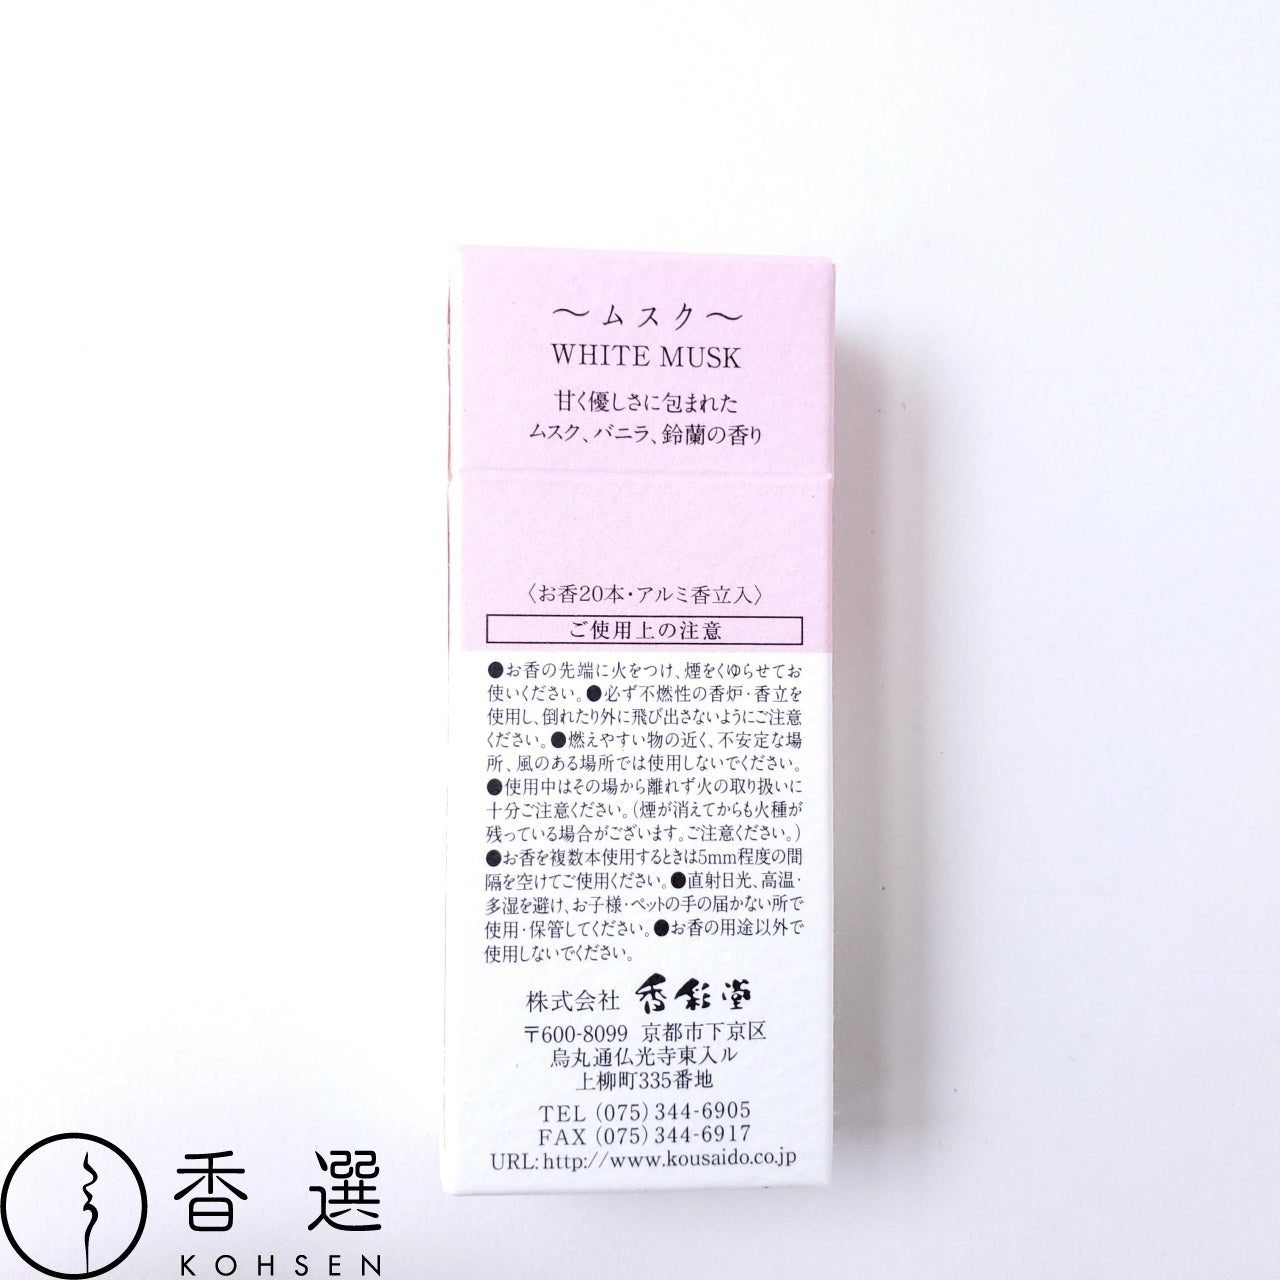 〜ムスク〜
WHITE MUSK
甘く優しさに包まれた
ムスク、バニラ、鈴蘭の香り
〈お香20本・アルミ香立入〉
ご使用上の注意
●お香の先端に火をつけ、煙をくゆらせてお
使いください。●必ず不燃性の香炉・香立を
使用し、倒れたり外に飛び出さないようにご注意
ください。●燃えやすい物の近く、不安定な場
所、風のある場所では使用しないでください。
●使用中はその場から離れず火の取り扱いに
十分ご注意ください。(煙が消えてからも火種が
残っている場合がございます。ご注意ください。)
●お香を複数本使用するときは5mm程度の間
隔を空けてご使用ください。●直射日光、高温・
多湿を避け、お子様・ペットの手の届かない所で
使用・保管してください。●お香の用途以外で
使用しないでください。
株式会社 香彩堂
〒600-8099 京都市下京区
烏丸通仏光寺東入ル
上柳町335番地
TEL (075) 344-6905
FAX (075) 344-6917
URL: http://www.kousaido.co.jp
香選
KOHSEN